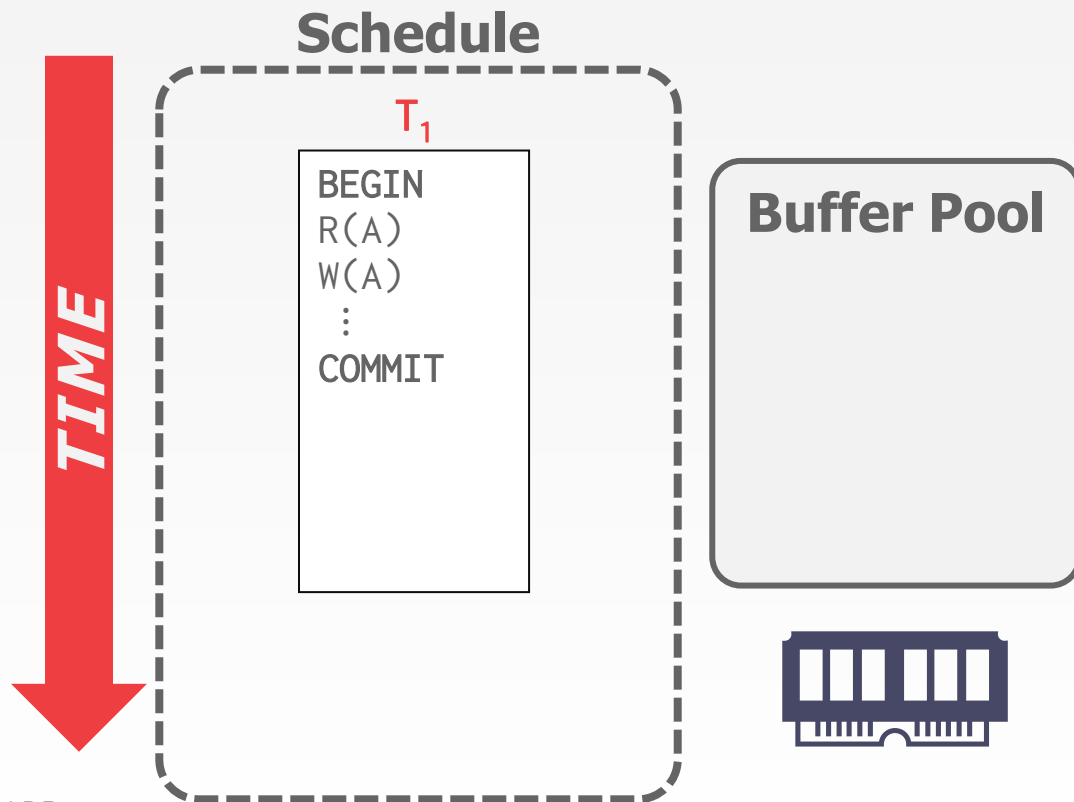 Schedule
T₁
BEGIN
R(A)
W(A)
⋮
COMMIT
Buffer Pool
TIME